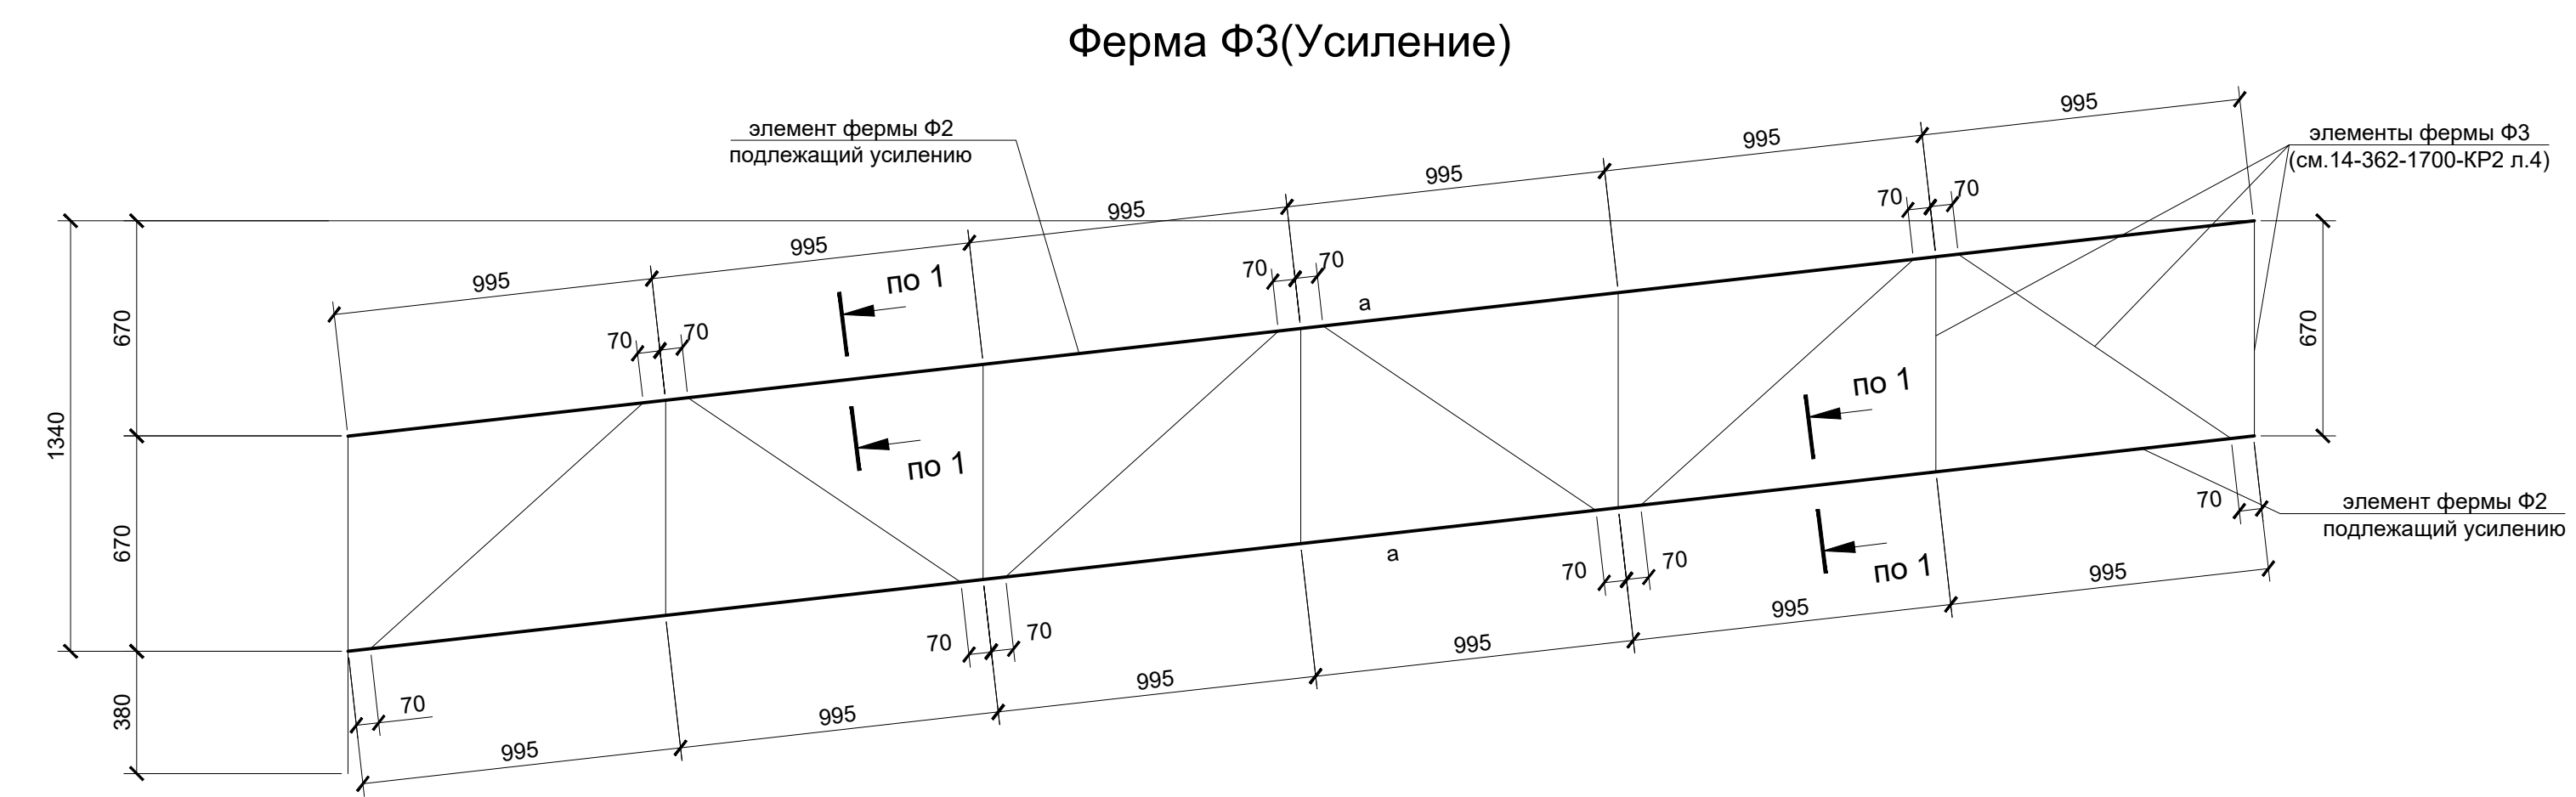 Ферма Ф3(Усиление)
995
995
995
995
995
995
элемент фермы Ф2
подлежащий усилению
элементы фермы Ф3
(см.14-362-1700-КР2 л.4)
70
70
70
70
70
70
по 1
по 1
а
670
670
1340
380
670
по 1
по 1
а
элемент фермы Ф2
подлежащий усилению
70
70
70
70
70
70
995
995
995
995
995
995